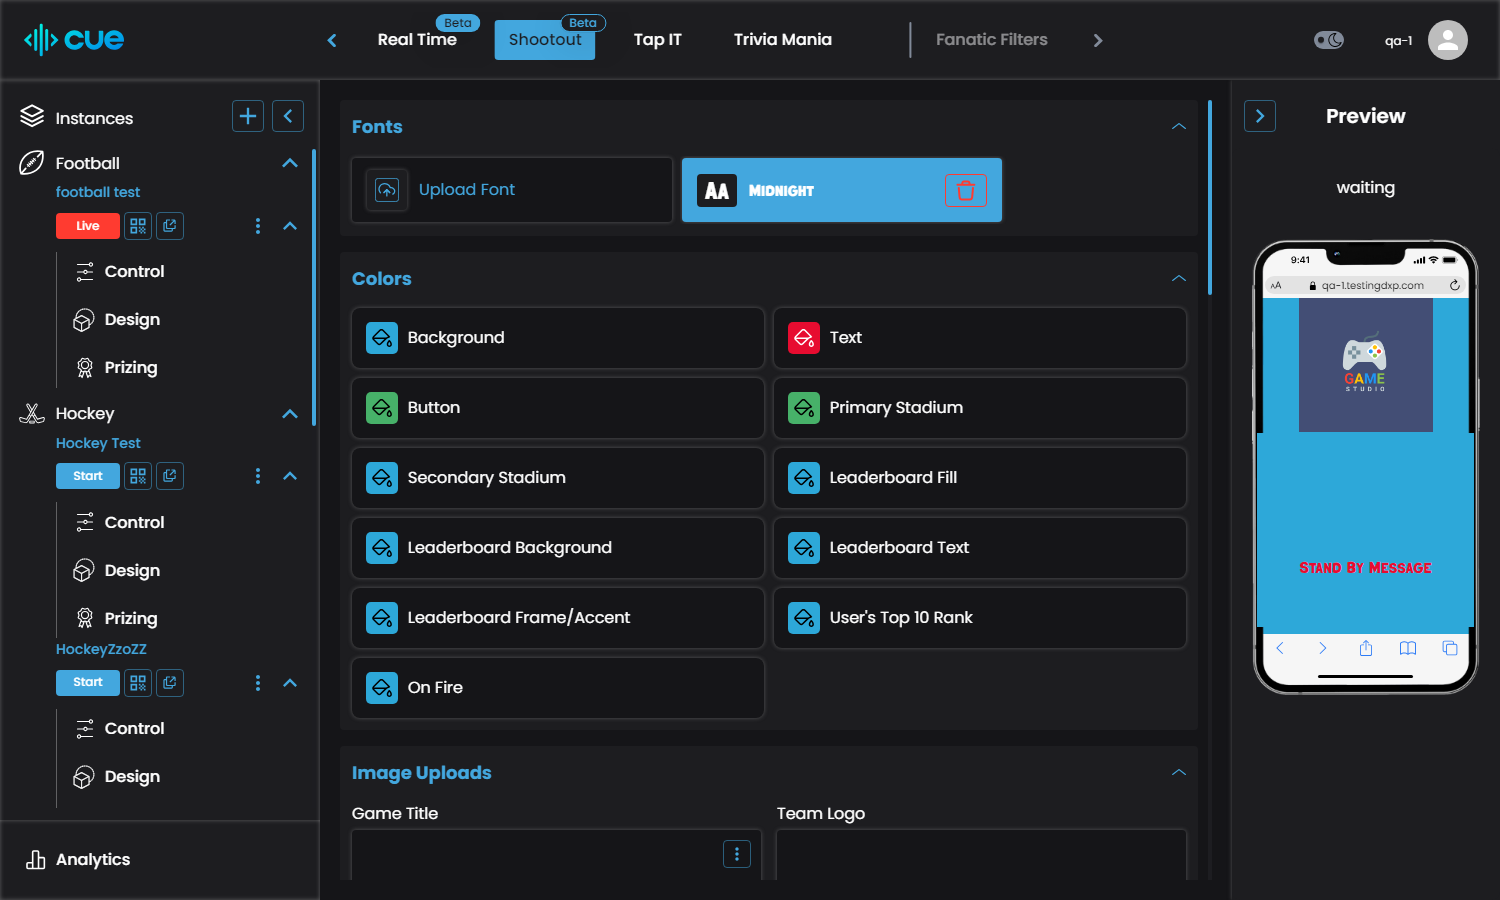 cue
Real Time
Beta
Shootout
Beta
Tap IT
Trivia Mania
Fanatic Filters
qa-1
Instances
Football
football test
Live
Control
Design
Prizing
Hockey
Hockey Test
Start
Control
Design
Prizing
HockeyZzoZZ
Start
Control
Design
Analytics
Fonts
Upload Font
AA
Midnight
Colors
Background
Text
Button
Primary Stadium
Secondary Stadium
Leaderboard Fill
Leaderboard Background
Leaderboard Text
Leaderboard Frame/Accent
User's Top 10 Rank
On Fire
Image Uploads
Game Title
Team Logo
Preview
waiting
9:41
AA
qa-1.testingdxp.com
GAME
STUDIO
Stand By Message